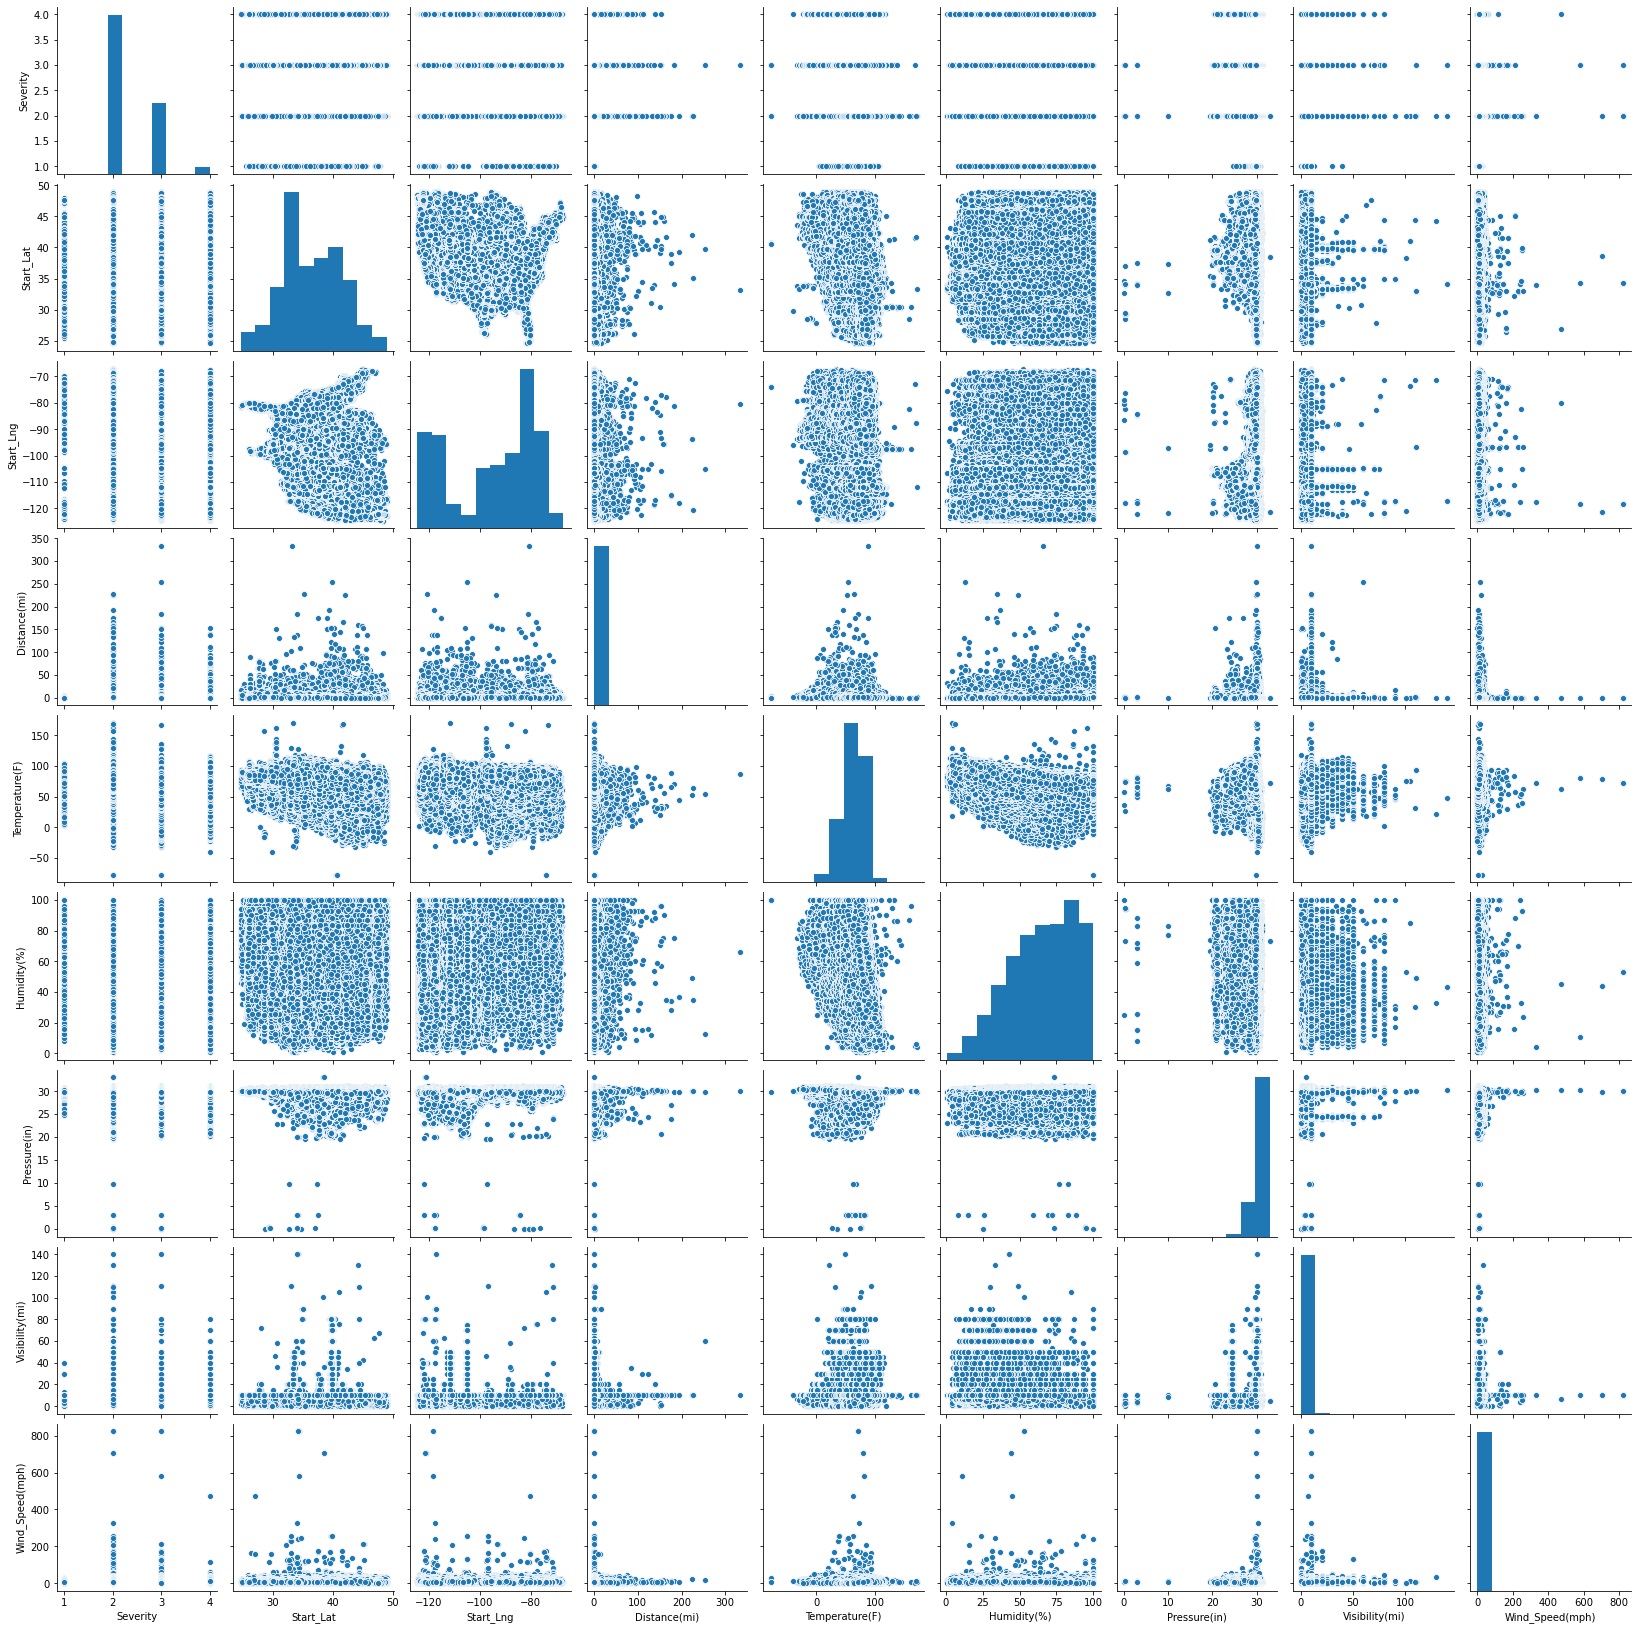 4.0
3.5
3.0
2.5
2.0
1.5
1.0
Severity
50
45
40
35
30
25
Start_Lat
−70
−80
−90
−100
−110
−120
Start_Lng
350
300
250
200
150
100
50
0
Distance(mi)
150
100
50
0
−50
Temperature(F)
100
80
60
40
20
0
Humidity(%)
30
25
20
10
5
0
Pressure(in)
140
120
100
80
60
40
20
0
Visibility(mi)
800
600
400
200
0
Wind_Speed(mph)
1 2 3 4
Severity
30 40 50
Start_Lat
−120 −100 −80
Start_Lng
0 100 200 300
Distance(mi)
0 100
Temperature(F)
0 25 50 75 100
Humidity(%)
0 10 20 30
Pressure(in)
0 50 100
Visibility(mi)
0 200 400 600 800
Wind_Speed(mph)